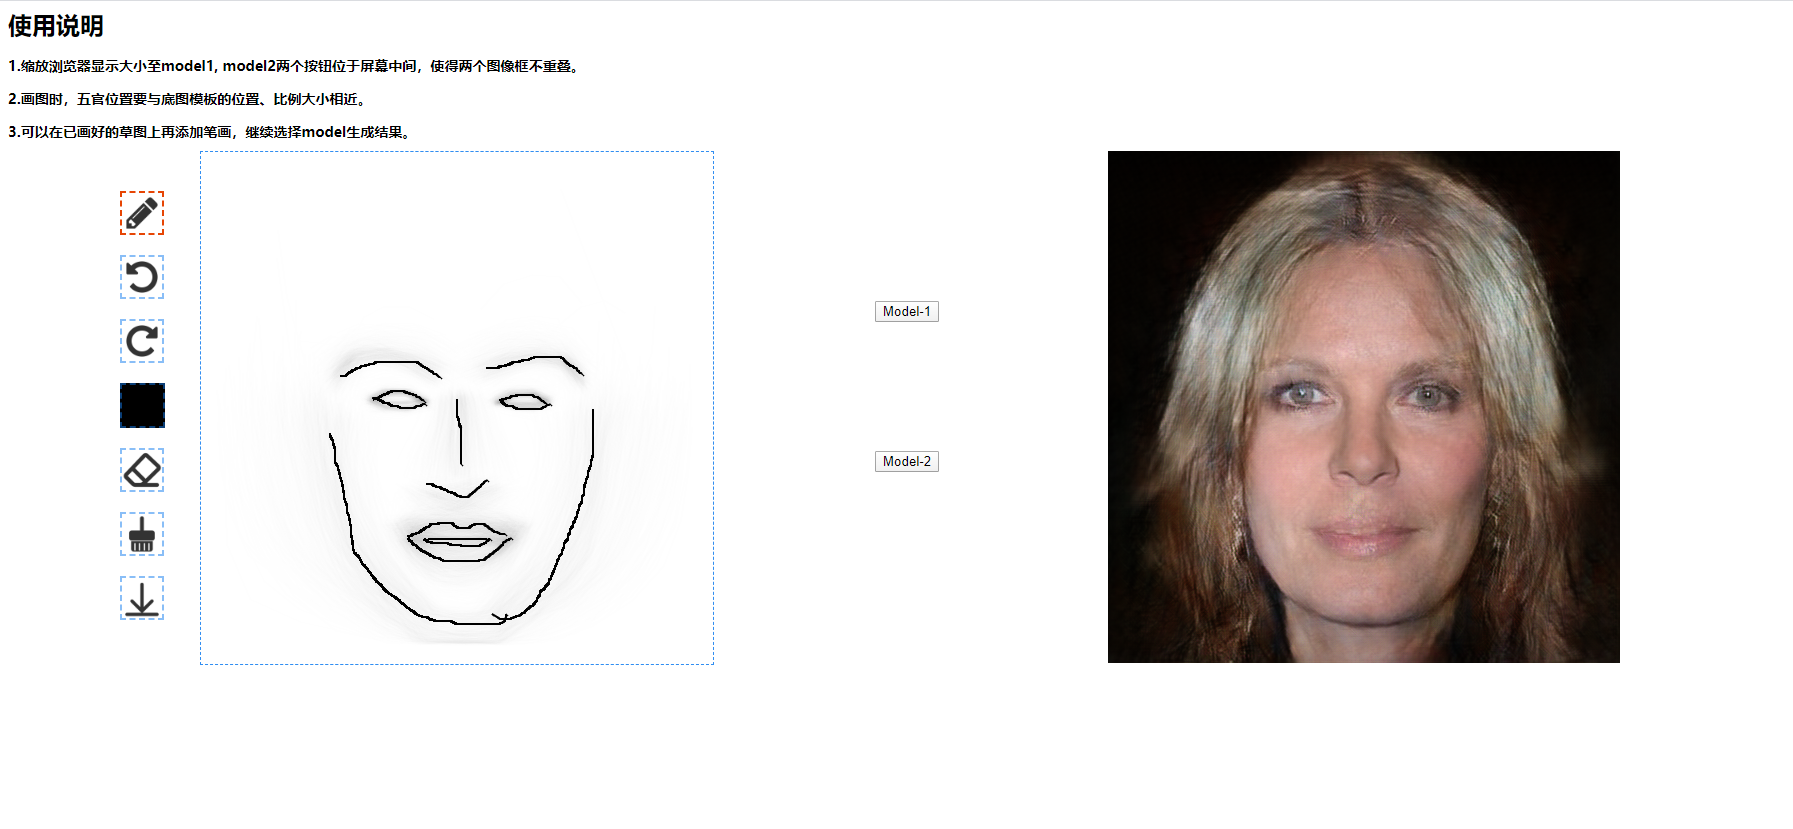 使用说明
1.缩放浏览器显示大小至model1, model2两个按钮位于屏幕中间，使得两个图像框不重叠。
2.画图时，五官位置要与底图模板的位置、比例大小相近。
3.可以在已画好的草图上再添加笔画，继续选择model生成结果。
Model-1
Model-2